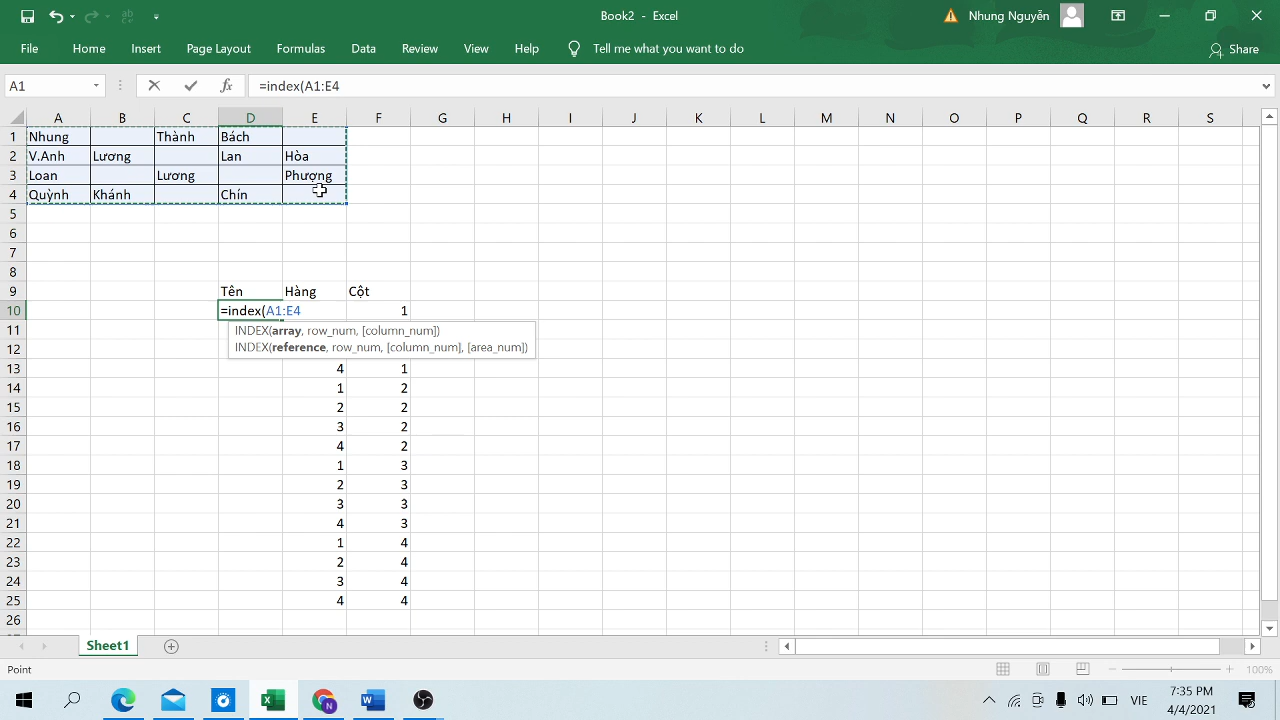 Book2 - Excel
Nhung Nguyễn
File Home Insert Page Layout Formulas Data Review View Help Tell me what you want to do Share
A1 fx =index(A1:E4
A B C D E F G H I J K L M N O P Q R S
1 Nhung Thành Bách
2 V.Anh Lương Lan Hòa
3 Loan Lương Phượng
4 Quỳnh Khánh Chín
5
6
7
8
9 Tên Hàng Cột
10 =index(A1:E4 1
11 INDEX(array, row_num, [column_num])
12 INDEX(reference, row_num, [column_num], [area_num])
13 4 1
14 1 2
15 2 2
16 3 2
17 4 2
18 1 3
19 2 3
20 3 3
21 4 3
22 1 4
23 2 4
24 3 4
25 4 4
26
Sheet1
Point 100%
VIE 7:35 PM
4/4/2021